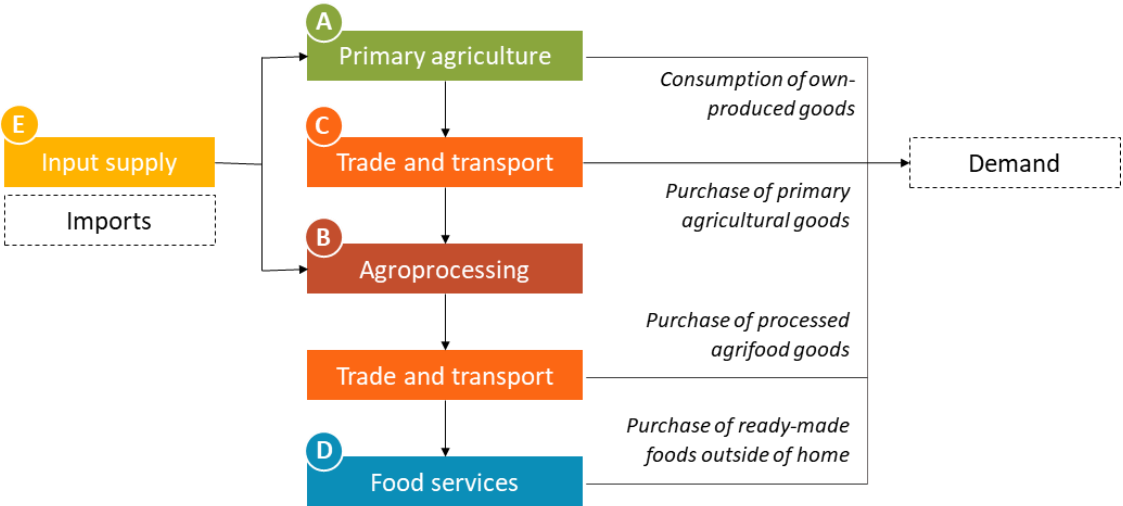 A
Primary agriculture
Consumption of own-
produced goods
E
Input supply
Imports
C
Trade and transport
Demand
Purchase of primary
agricultural goods
B
Agroprocessing
Purchase of processed
agrifood goods
Trade and transport
Purchase of ready-made
foods outside of home
D
Food services